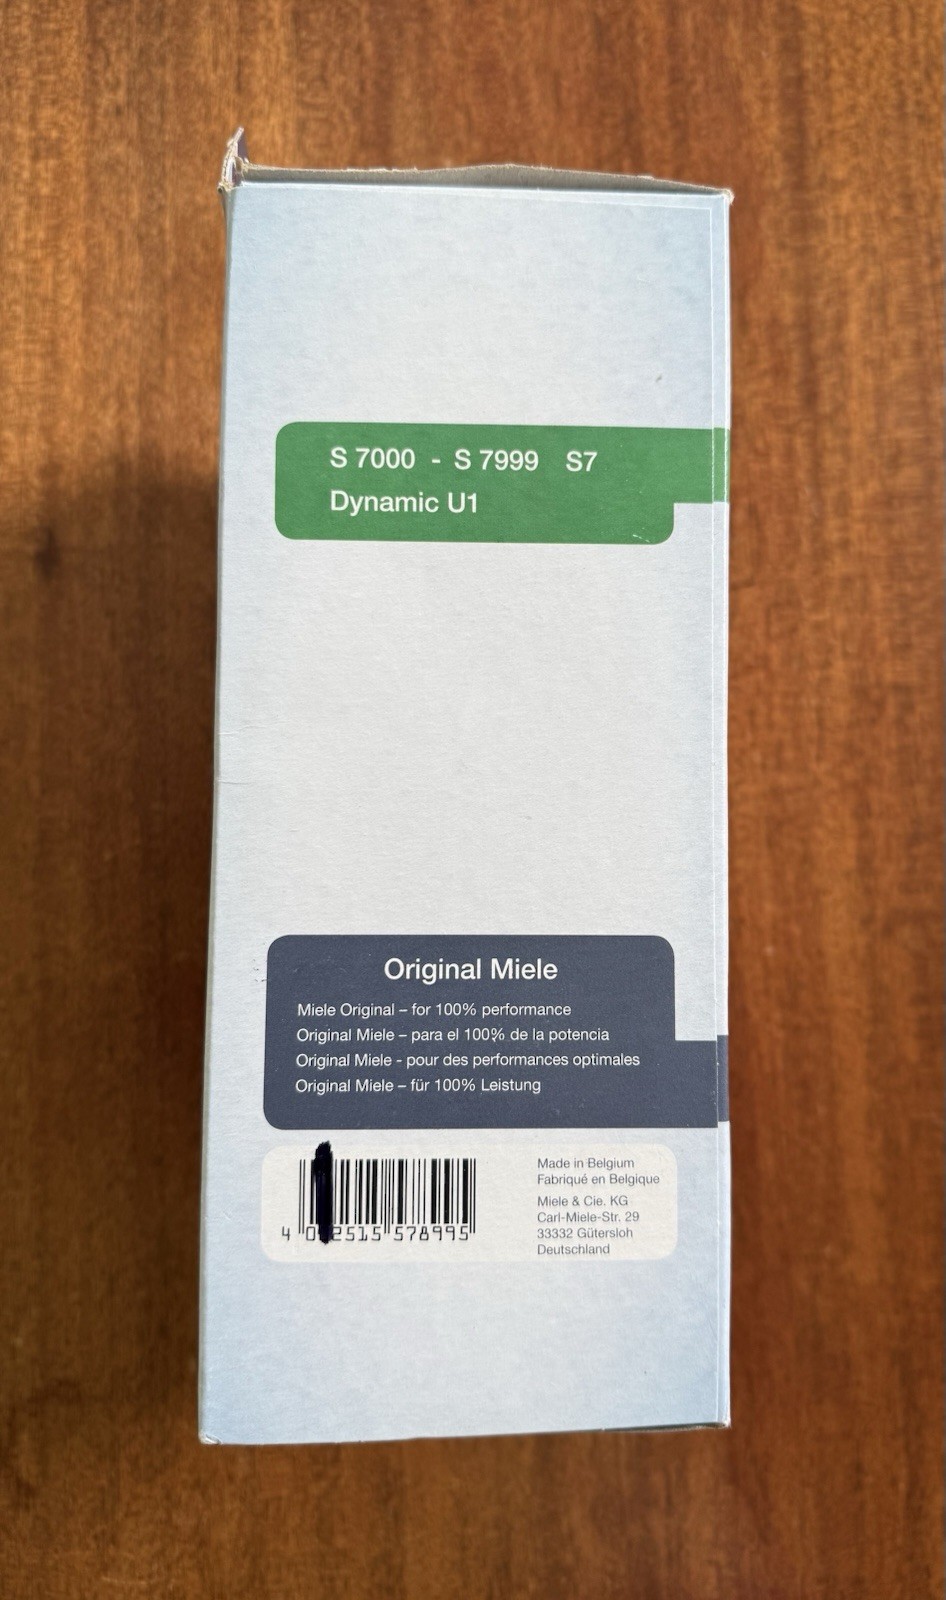 S 7000 - S 7999 S7
Dynamic U1
Original Miele
Miele Original – for 100% performance
Original Miele – para el 100% de la potencia
Original Miele - pour des performances optimales
Original Miele – für 100% Leistung
4 578995
Made in Belgium
Fabriqué en Belgique
Miele & Cie. KG
Carl-Miele-Str. 29
33332 Gütersloh
Deutschland